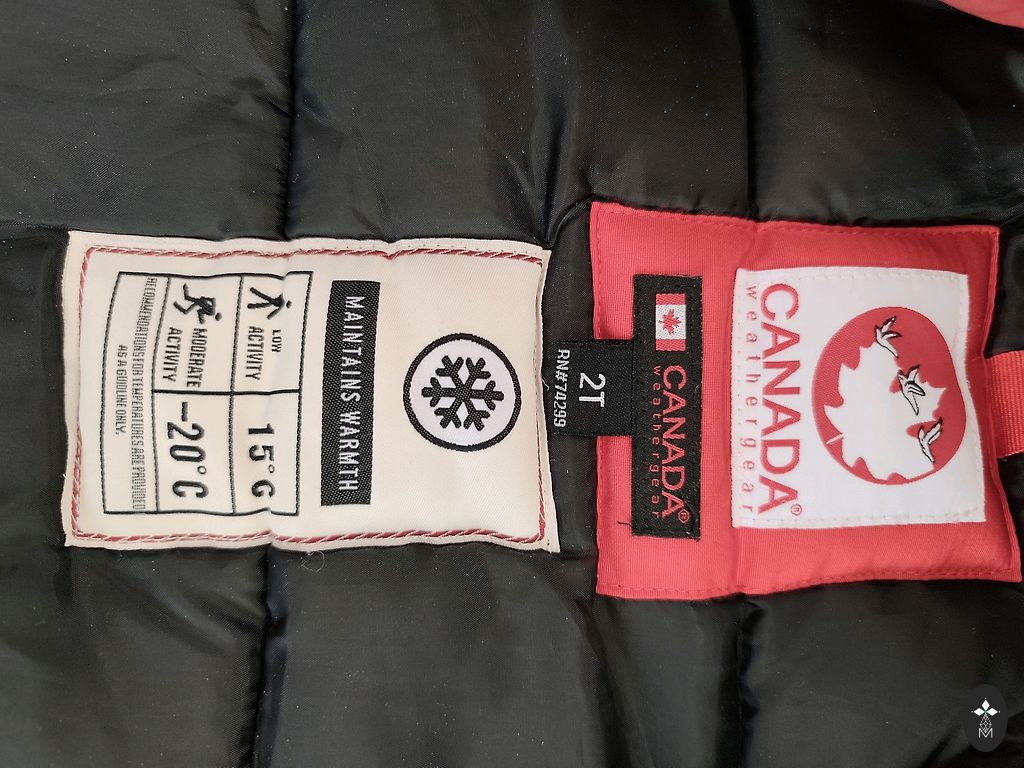 CANADA®
weathergear
CANADA®
weathergear
2T
RN#74299
MAINTAINS WARMTH
LOW
ACTIVITY
15°C
MODERATE
ACTIVITY
-20°C
RECOMMENDATIONS FOR TEMPERATURES ARE PROVIDED
AS A GUIDLINE ONLY.
M